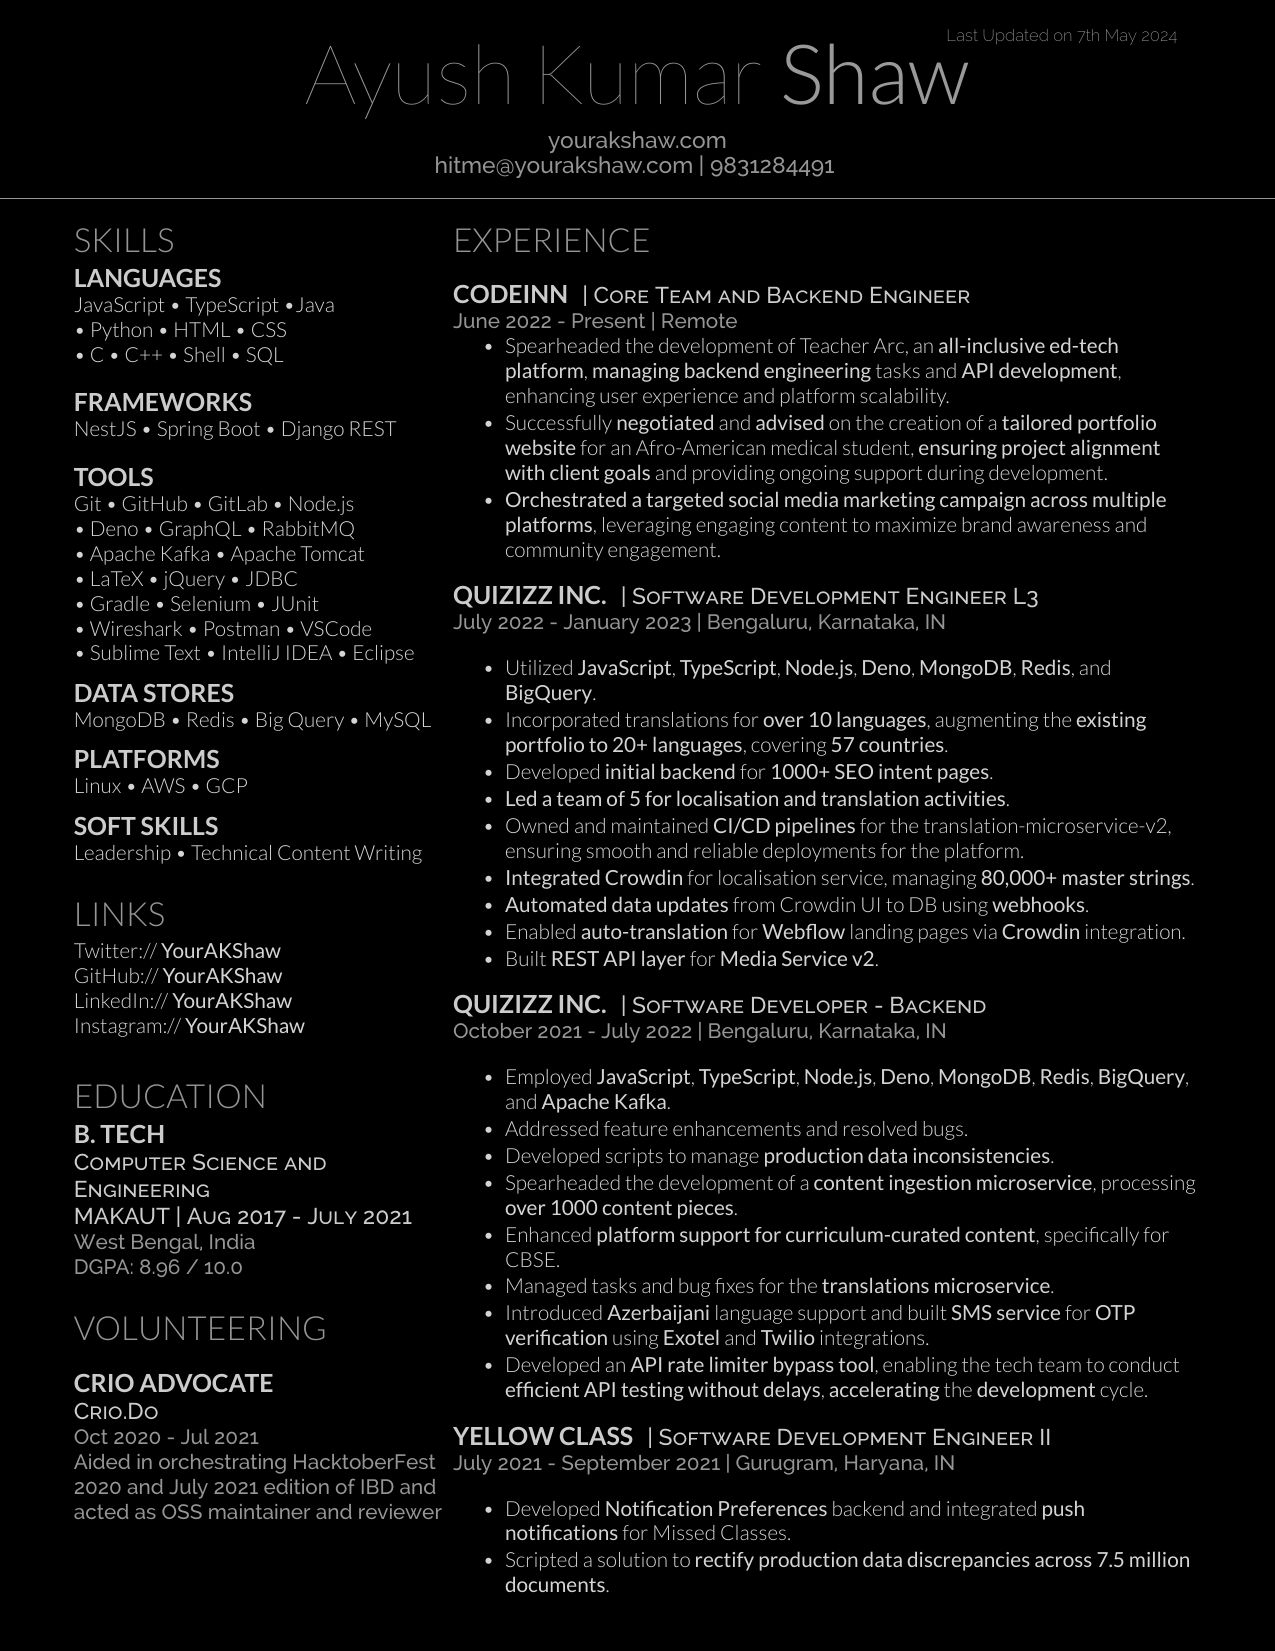 Last Updated on 7th May 2024
Ayush Kumar Shaw
yourakshaw.com
hitme@yourakshaw.com | 9831284491
SKILLS
LANGUAGES
JavaScript • TypeScript •Java
• Python • HTML • CSS
• C • C++ • Shell • SQL
FRAMEWORKS
NestJS • Spring Boot • Django REST
TOOLS
Git • GitHub • GitLab • Node.js
• Deno • GraphQL • RabbitMQ
• Apache Kafka • Apache Tomcat
• LaTeX • jQuery • JDBC
• Gradle • Selenium • JUnit
• Wireshark • Postman • VSCode
• Sublime Text • IntelliJ IDEA • Eclipse
DATA STORES
MongoDB • Redis • Big Query • MySQL
PLATFORMS
Linux • AWS • GCP
SOFT SKILLS
Leadership • Technical Content Writing
LINKS
Twitter:// YourAKShaw
GitHub:// YourAKShaw
LinkedIn:// YourAKShaw
Instagram:// YourAKShaw
EDUCATION
B. TECH
Computer Science and
Engineering
MAKAUT | Aug 2017 - July 2021
West Bengal, India
DGPA: 8.96 / 10.0
VOLUNTEERING
CRIO ADVOCATE
Crio.Do
Oct 2020 - Jul 2021
Aided in orchestrating HacktoberFest
2020 and July 2021 edition of IBD and
acted as OSS maintainer and reviewer
EXPERIENCE
CODEINN | Core Team and Backend Engineer
June 2022 - Present | Remote
• Spearheaded the development of Teacher Arc, an all-inclusive ed-tech
platform, managing backend engineering tasks and API development,
enhancing user experience and platform scalability.
• Successfully negotiated and advised on the creation of a tailored portfolio
website for an Afro-American medical student, ensuring project alignment
with client goals and providing ongoing support during development.
• Orchestrated a targeted social media marketing campaign across multiple
platforms, leveraging engaging content to maximize brand awareness and
community engagement.
QUIZIZZ INC. | Software Development Engineer L3
July 2022 - January 2023 | Bengaluru, Karnataka, IN
• Utilized JavaScript, TypeScript, Node.js, Deno, MongoDB, Redis, and
BigQuery.
• Incorporated translations for over 10 languages, augmenting the existing
portfolio to 20+ languages, covering 57 countries.
• Developed initial backend for 1000+ SEO intent pages.
• Led a team of 5 for localisation and translation activities.
• Owned and maintained CI/CD pipelines for the translation-microservice-v2,
ensuring smooth and reliable deployments for the platform.
• Integrated Crowdin for localisation service, managing 80,000+ master strings.
• Automated data updates from Crowdin UI to DB using webhooks.
• Enabled auto-translation for Webflow landing pages via Crowdin integration.
• Built REST API layer for Media Service v2.
QUIZIZZ INC. | Software Developer - Backend
October 2021 - July 2022 | Bengaluru, Karnataka, IN
• Employed JavaScript, TypeScript, Node.js, Deno, MongoDB, Redis, BigQuery,
and Apache Kafka.
• Addressed feature enhancements and resolved bugs.
• Developed scripts to manage production data inconsistencies.
• Spearheaded the development of a content ingestion microservice, processing
over 1000 content pieces.
• Enhanced platform support for curriculum-curated content, specifically for
CBSE.
• Managed tasks and bug fixes for the translations microservice.
• Introduced Azerbaijani language support and built SMS service for OTP
verification using Exotel and Twilio integrations.
• Developed an API rate limiter bypass tool, enabling the tech team to conduct
efficient API testing without delays, accelerating the development cycle.
YELLOW CLASS | Software Development Engineer II
July 2021 - September 2021 | Gurugram, Haryana, IN
• Developed Notification Preferences backend and integrated push
notifications for Missed Classes.
• Scripted a solution to rectify production data discrepancies across 7.5 million
documents.